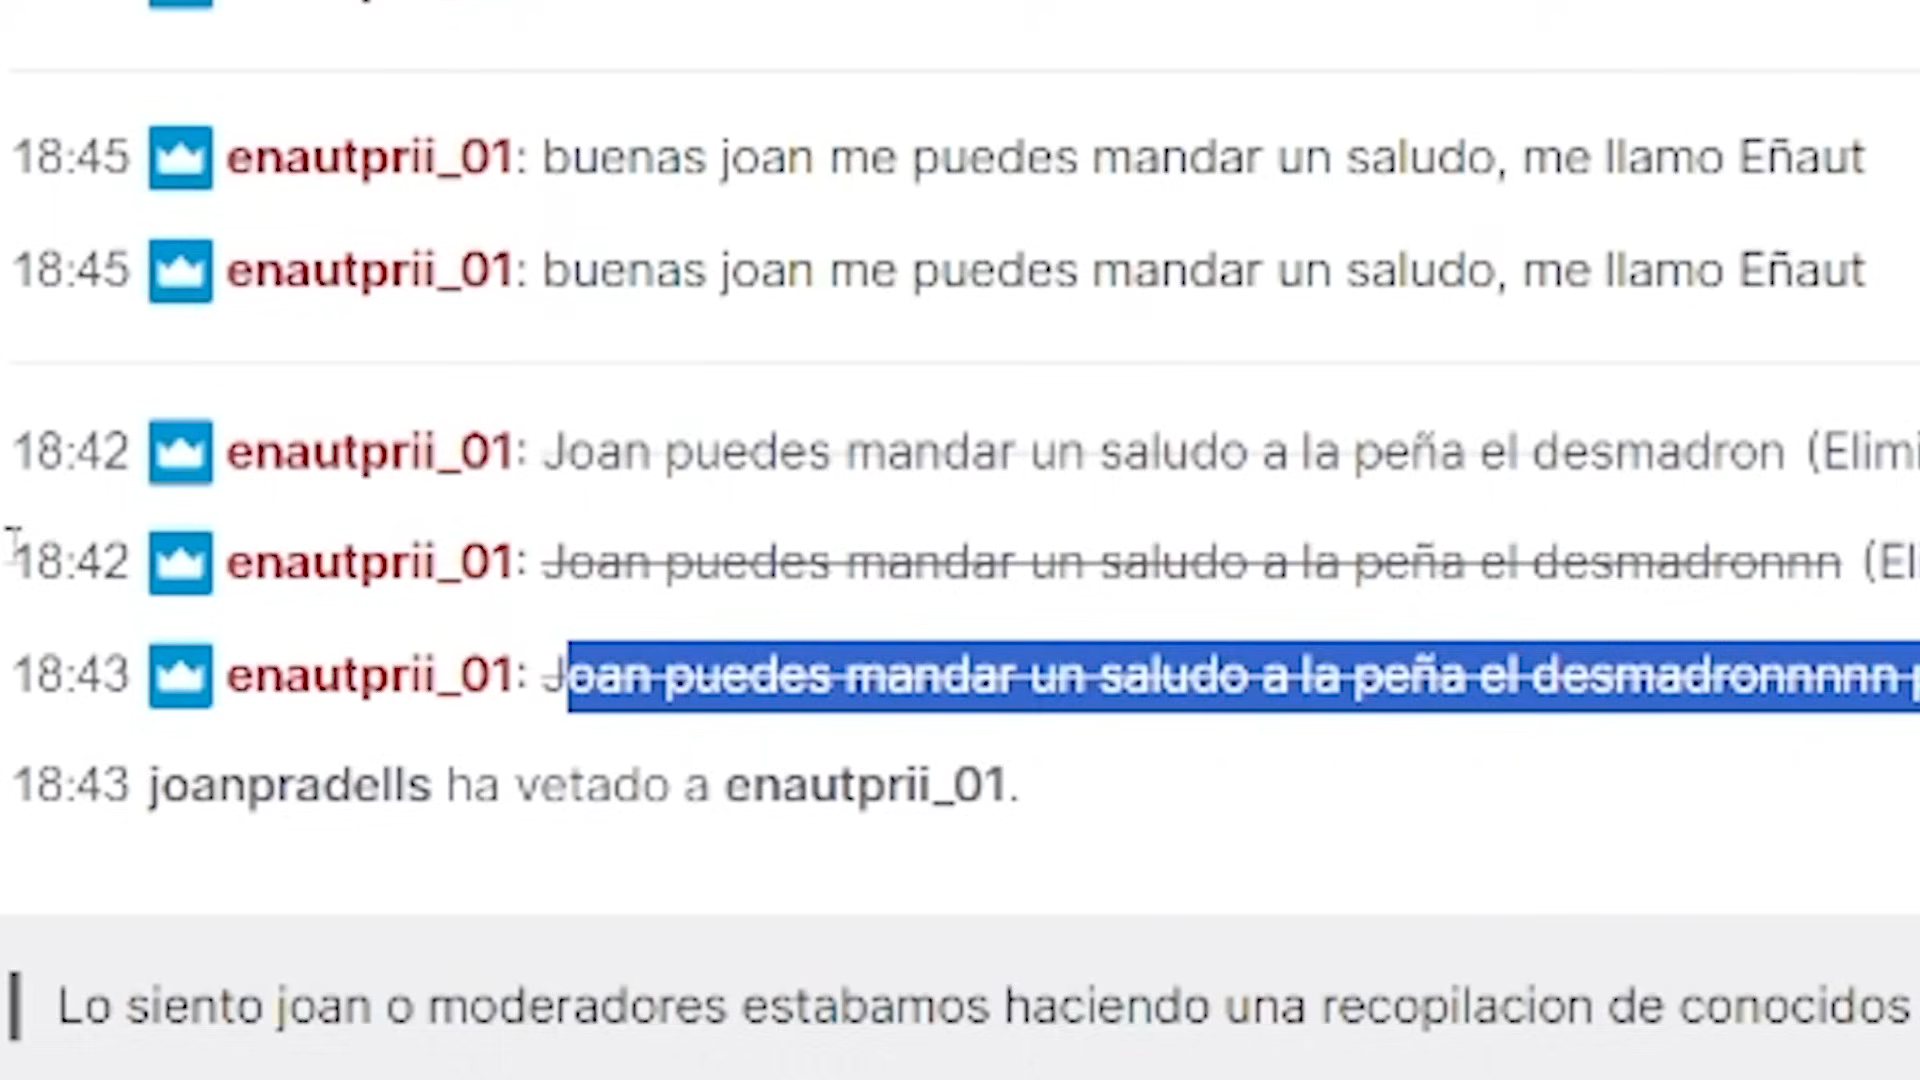 18:45 enautprii_01: buenas joan me puedes mandar un saludo, me llamo Eñaut
18:45 enautprii_01: buenas joan me puedes mandar un saludo, me llamo Eñaut
18:42 enautprii_01: Joan puedes mandar un saludo a la peña el desmadron (Elimi
18:42 enautprii_01: Joan puedes mandar un saludo a la peña el desmadronnn (El
18:43 enautprii_01: Joan puedes mandar un saludo a la peña el desmadronnnnn
18:43 joanpradells ha vetado a enautprii_01.
Lo siento joan o moderadores estabamos haciendo una recopilacion de conocidos